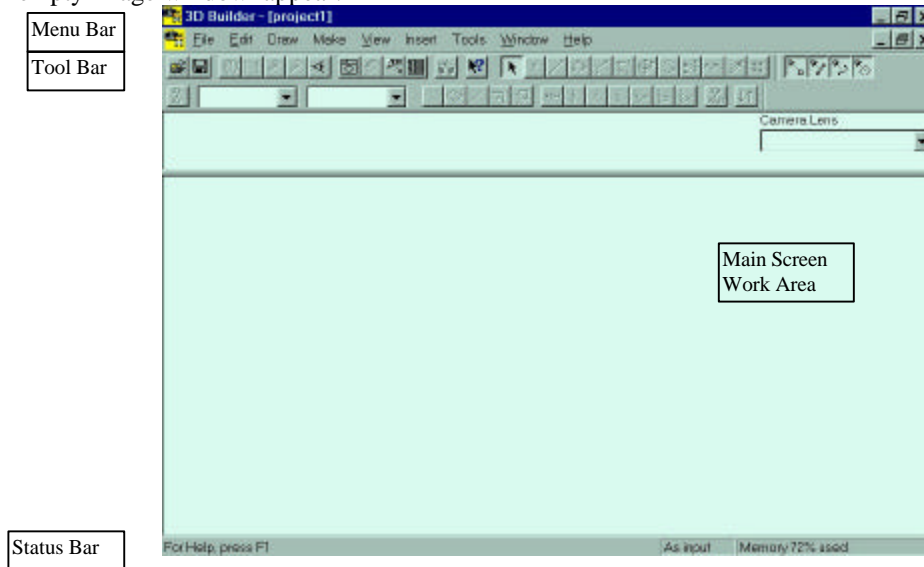 Menu Bar
3D Builder - [project1]
File Edit Draw Make View Insert Tools Window Help
Tool Bar
Camera Lens
Main Screen
Work Area
Status Bar
For Help, press F1
As input
Memory 72% used